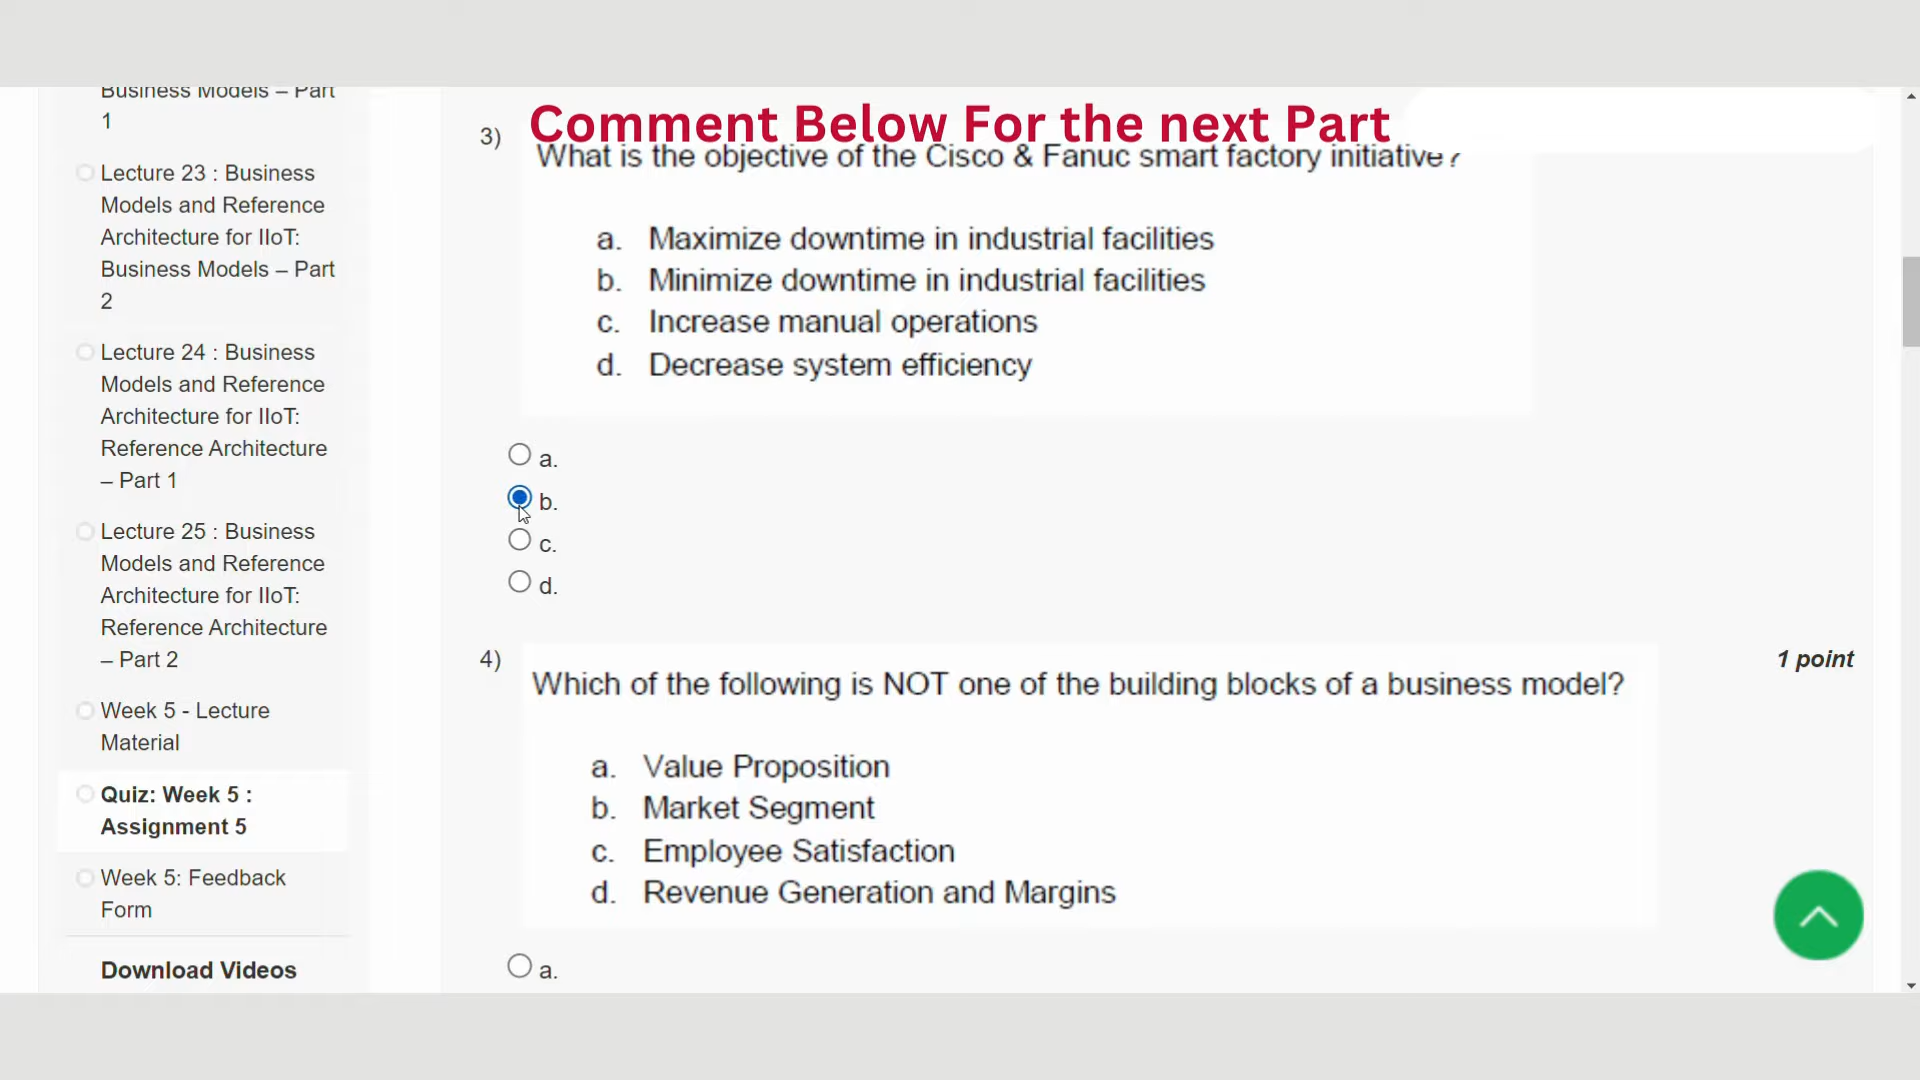 Business Models – Part
1
Lecture 23 : Business
Models and Reference
Architecture for IIoT:
Business Models – Part
2
Lecture 24 : Business
Models and Reference
Architecture for IIoT:
Reference Architecture
– Part 1
Lecture 25 : Business
Models and Reference
Architecture for IIoT:
Reference Architecture
– Part 2
Week 5 - Lecture
Material
Quiz: Week 5 :
Assignment 5
Week 5: Feedback
Form
Download Videos
Comment Below For the next Part
3)
What is the objective of the Cisco & Fanuc smart factory initiative?
a. Maximize downtime in industrial facilities
b. Minimize downtime in industrial facilities
c. Increase manual operations
d. Decrease system efficiency
a.
b.
c.
d.
4)
1 point
Which of the following is NOT one of the building blocks of a business model?
a. Value Proposition
b. Market Segment
c. Employee Satisfaction
d. Revenue Generation and Margins
a.